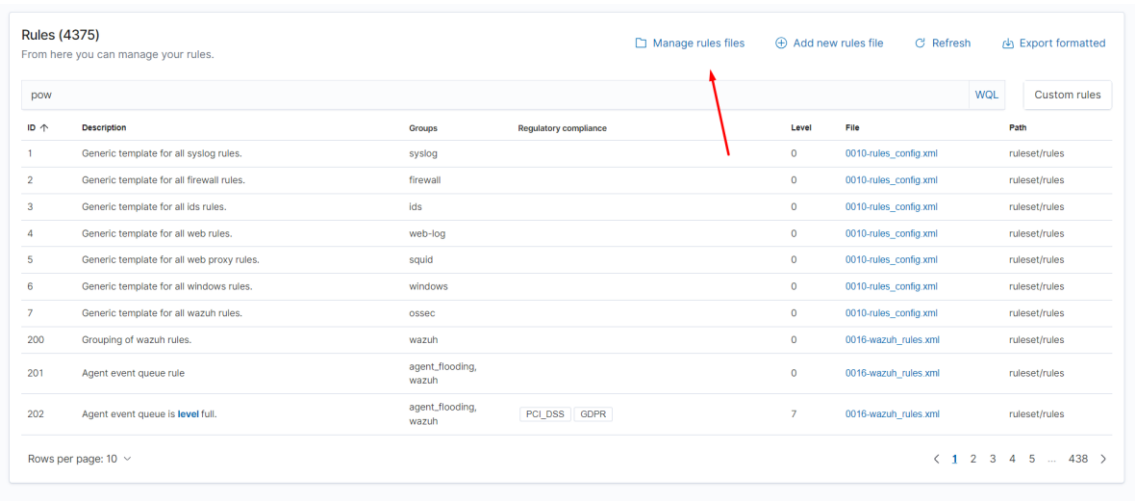 Rules (4375)
From here you can manage your rules.
Manage rules files Add new rules file Refresh Export formatted
pow WQL Custom rules
ID Description Groups Regulatory compliance Level File Path
1 Generic template for all syslog rules. syslog 0 0010-rules_config.xml ruleset/rules
2 Generic template for all firewall rules. firewall 0 0010-rules_config.xml ruleset/rules
3 Generic template for all ids rules. ids 0 0010-rules_config.xml ruleset/rules
4 Generic template for all web rules. web-log 0 0010-rules_config.xml ruleset/rules
5 Generic template for all web proxy rules. squid 0 0010-rules_config.xml ruleset/rules
6 Generic template for all windows rules. windows 0 0010-rules_config.xml ruleset/rules
7 Generic template for all wazuh rules. ossec 0 0010-rules_config.xml ruleset/rules
200 Grouping of wazuh rules. wazuh 0 0016-wazuh_rules.xml ruleset/rules
201 Agent event queue rule agent_flooding, wazuh 0 0016-wazuh_rules.xml ruleset/rules
202 Agent event queue is level full. agent_flooding, wazuh PCI_DSS GDPR 7 0016-wazuh_rules.xml ruleset/rules
Rows per page: 10 1 2 3 4 5 ... 438